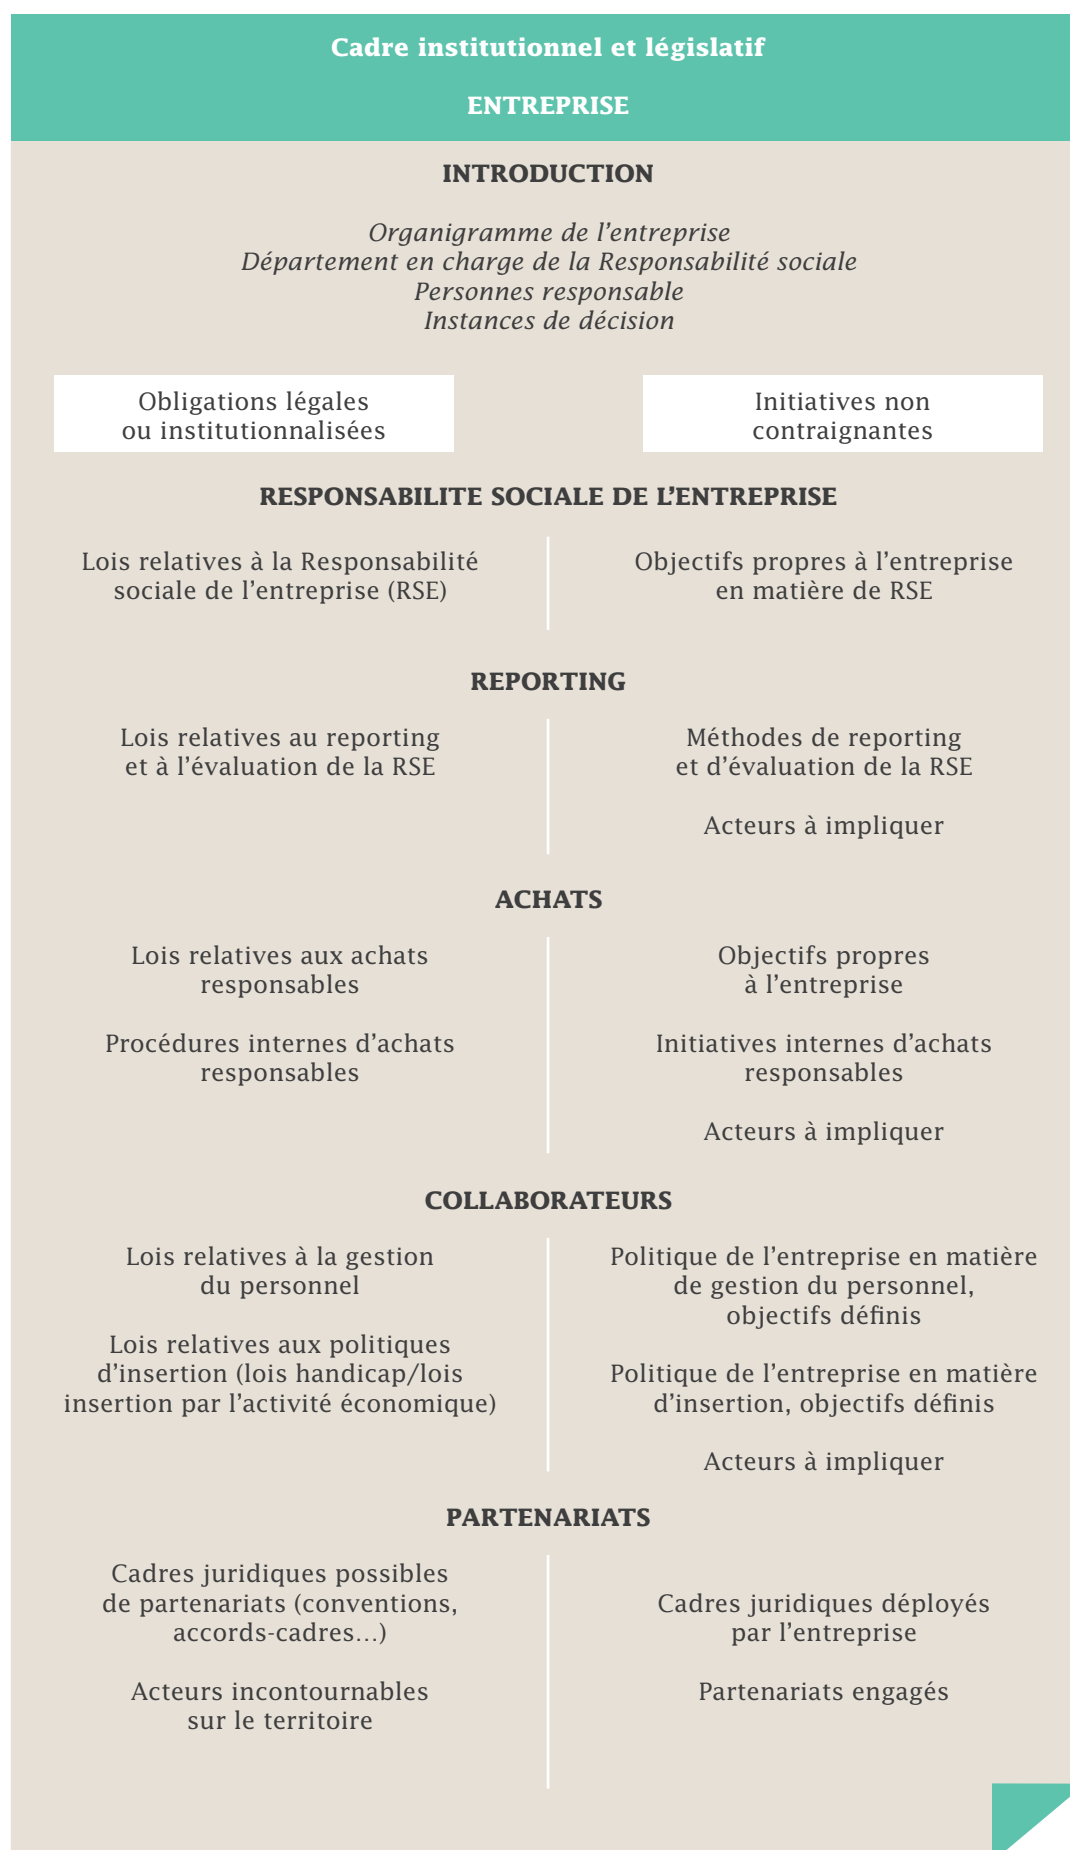 Cadre institutionnel et législatif
ENTREPRISE
INTRODUCTION
Organigramme de l’entreprise
Département en charge de la Responsabilité sociale
Personnes responsable
Instances de décision
Obligations légales
ou institutionnalisées
Initiatives non
contraignantes
RESPONSABILITE SOCIALE DE L’ENTREPRISE
Lois relatives à la Responsabilité
sociale de l’entreprise (RSE)
Objectifs propres à l’entreprise
en matière de RSE
REPORTING
Lois relatives au reporting
et à l’évaluation de la RSE
Méthodes de reporting
et d’évaluation de la RSE
Acteurs à impliquer
ACHATS
Lois relatives aux achats
responsables
Procédures internes d’achats
responsables
Objectifs propres
à l’entreprise
Initiatives internes d’achats
responsables
Acteurs à impliquer
COLLABORATEURS
Lois relatives à la gestion
du personnel
Lois relatives aux politiques
d’insertion (lois handicap/lois
insertion par l’activité économique)
Politique de l’entreprise en matière
de gestion du personnel,
objectifs définis
Politique de l’entreprise en matière
d’insertion, objectifs définis
Acteurs à impliquer
PARTENARIATS
Cadres juridiques possibles
de partenariats (conventions,
accords-cadres…)
Acteurs incontournables
sur le territoire
Cadres juridiques déployés
par l’entreprise
Partenariats engagés